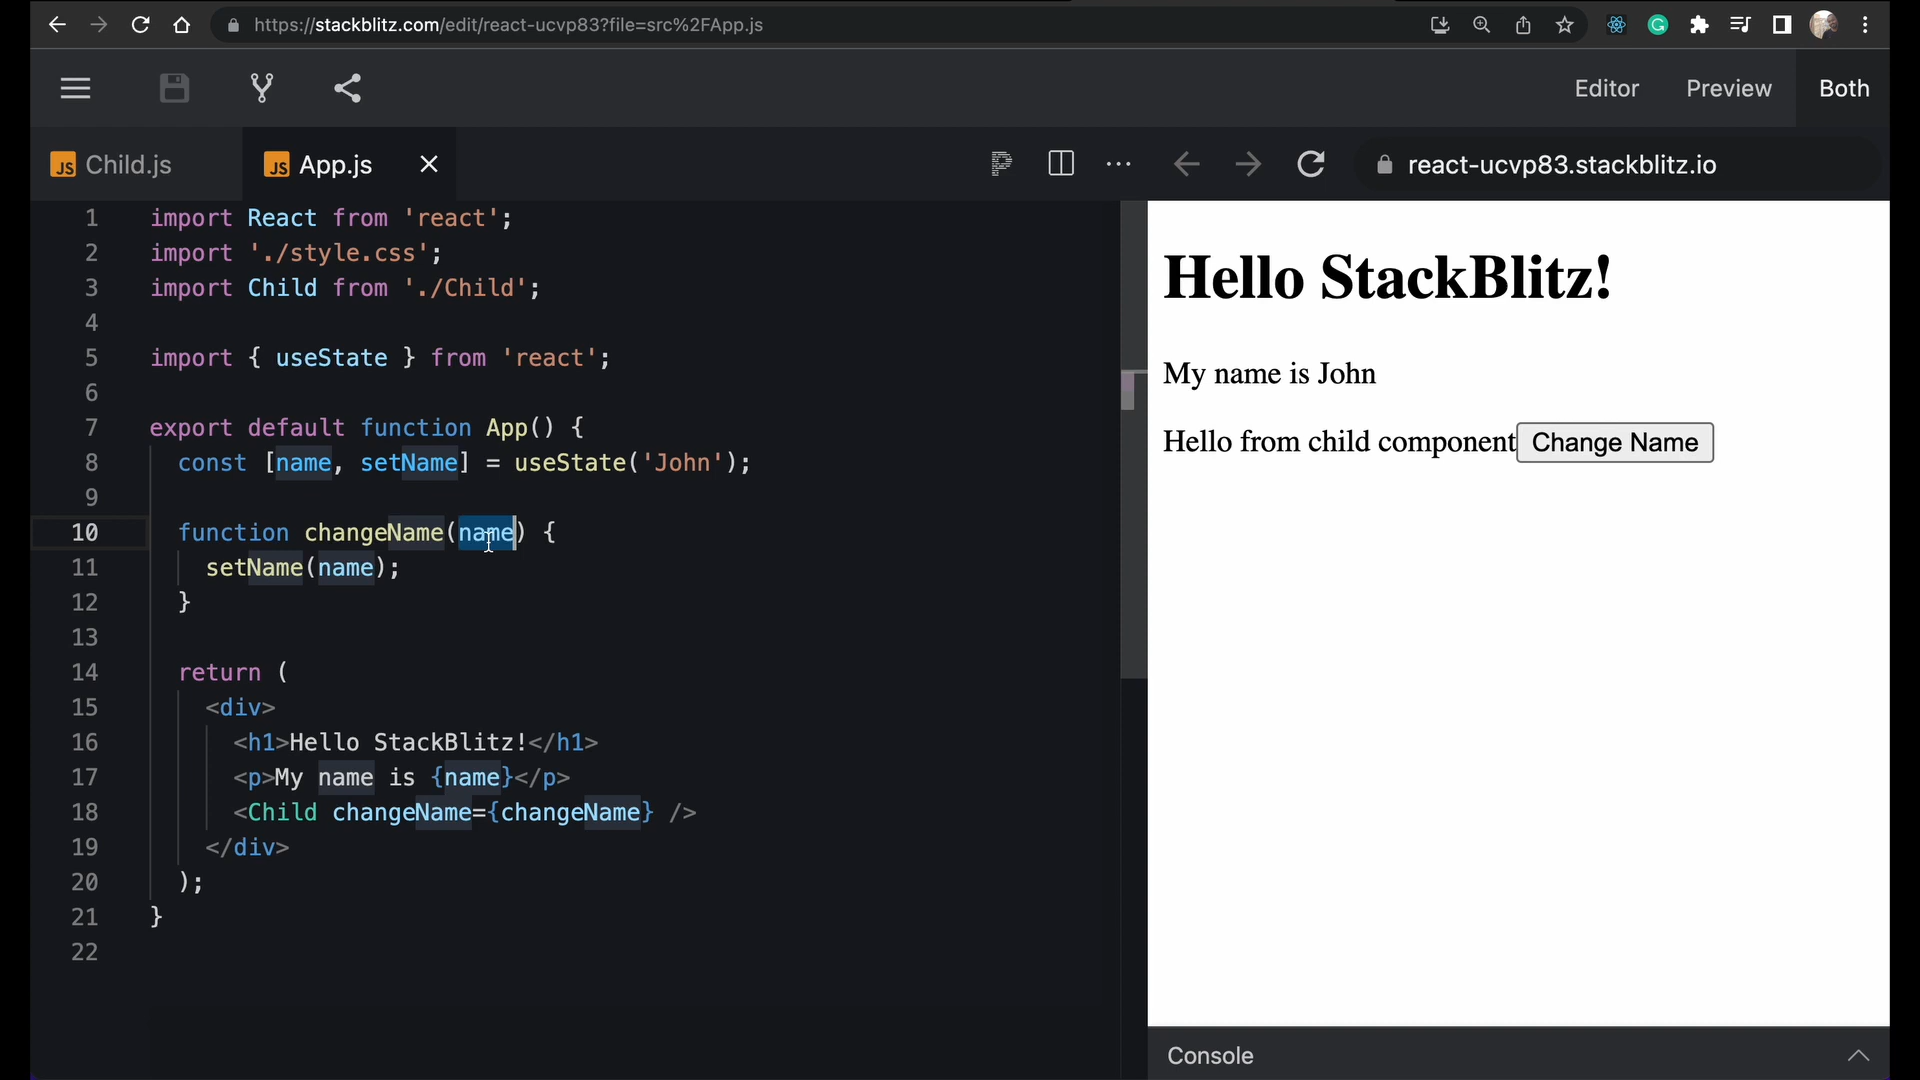 https://stackblitz.com/edit/react-ucvp83?file=src%2FApp.js
Editor Preview Both
JS Child.js JS App.js
react-ucvp83.stackblitz.io
1 import React from 'react';
2 import './style.css';
3 import Child from './Child';
4
5 import { useState } from 'react';
6
7 export default function App() {
8 const [name, setName] = useState('John');
9
10 function changeName(name) {
11 setName(name);
12 }
13
14 return (
15 <div>
16 <h1>Hello StackBlitz!</h1>
17 <p>My name is {name}</p>
18 <Child changeName={changeName} />
19 </div>
20 );
21 }
22
Hello StackBlitz!
My name is John
Hello from child component Change Name
Console